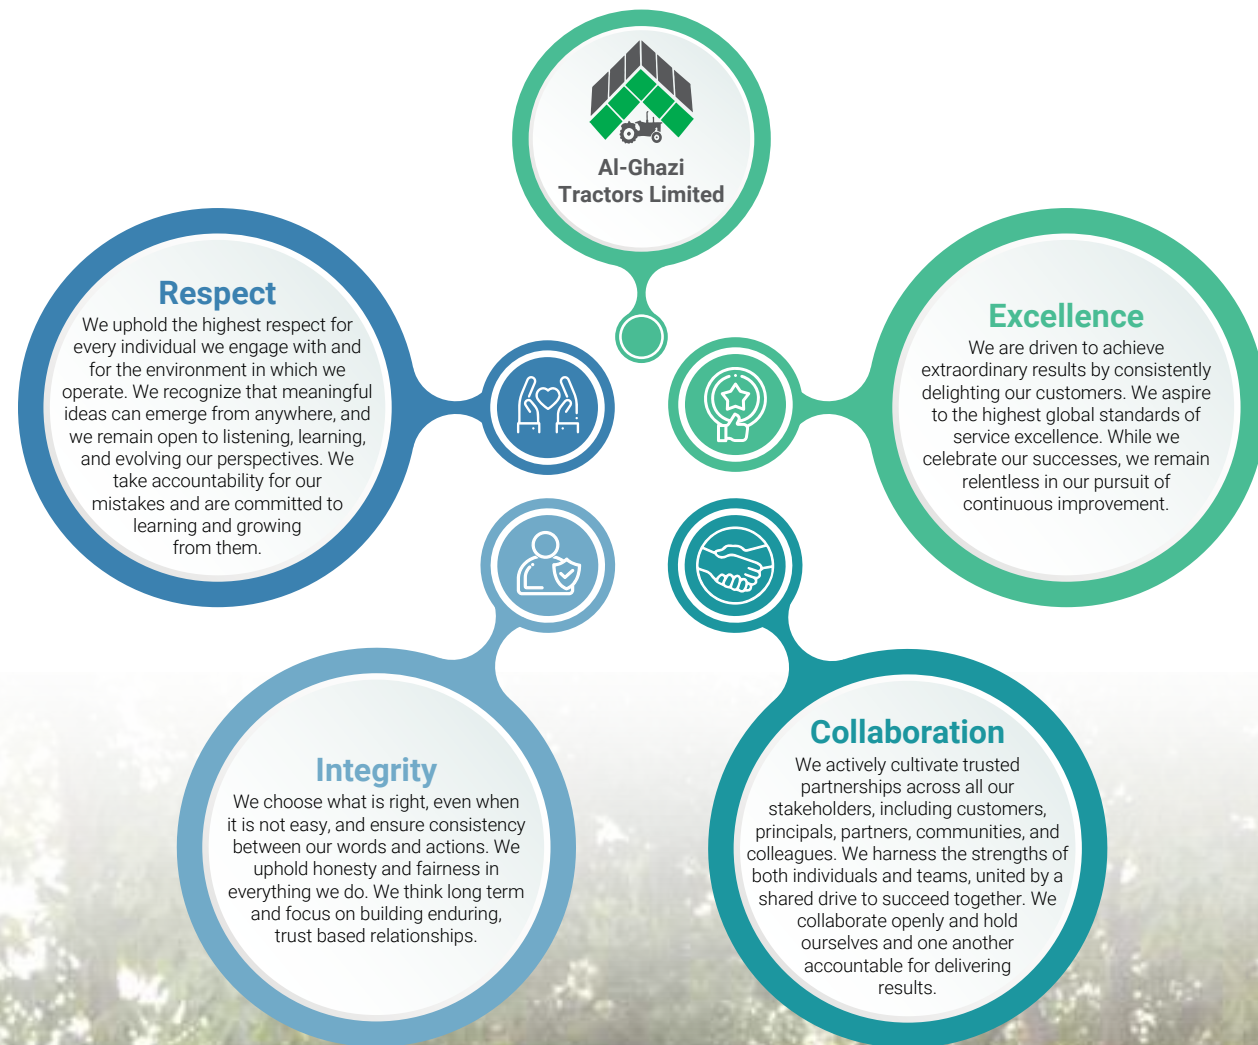 Al-Ghazi
Tractors Limited
Respect
We uphold the highest respect for
every individual we engage with and
for the environment in which we
operate. We recognize that meaningful
ideas can emerge from anywhere, and
we remain open to listening, learning,
and evolving our perspectives. We
take accountability for our
mistakes and are committed to
learning and growing
from them.
Excellence
We are driven to achieve
extraordinary results by consistently
delighting our customers. We aspire
to the highest global standards of
service excellence. While we
celebrate our successes, we remain
relentless in our pursuit of
continuous improvement.
Integrity
We choose what is right, even when
it is not easy, and ensure consistency
between our words and actions. We
uphold honesty and fairness in
everything we do. We think long term
and focus on building enduring,
trust based relationships.
Collaboration
We actively cultivate trusted
partnerships across all our
stakeholders, including customers,
principals, partners, communities, and
colleagues. We harness the strengths of
both individuals and teams, united by a
shared drive to succeed together. We
collaborate openly and hold
ourselves and one another
accountable for delivering
results.